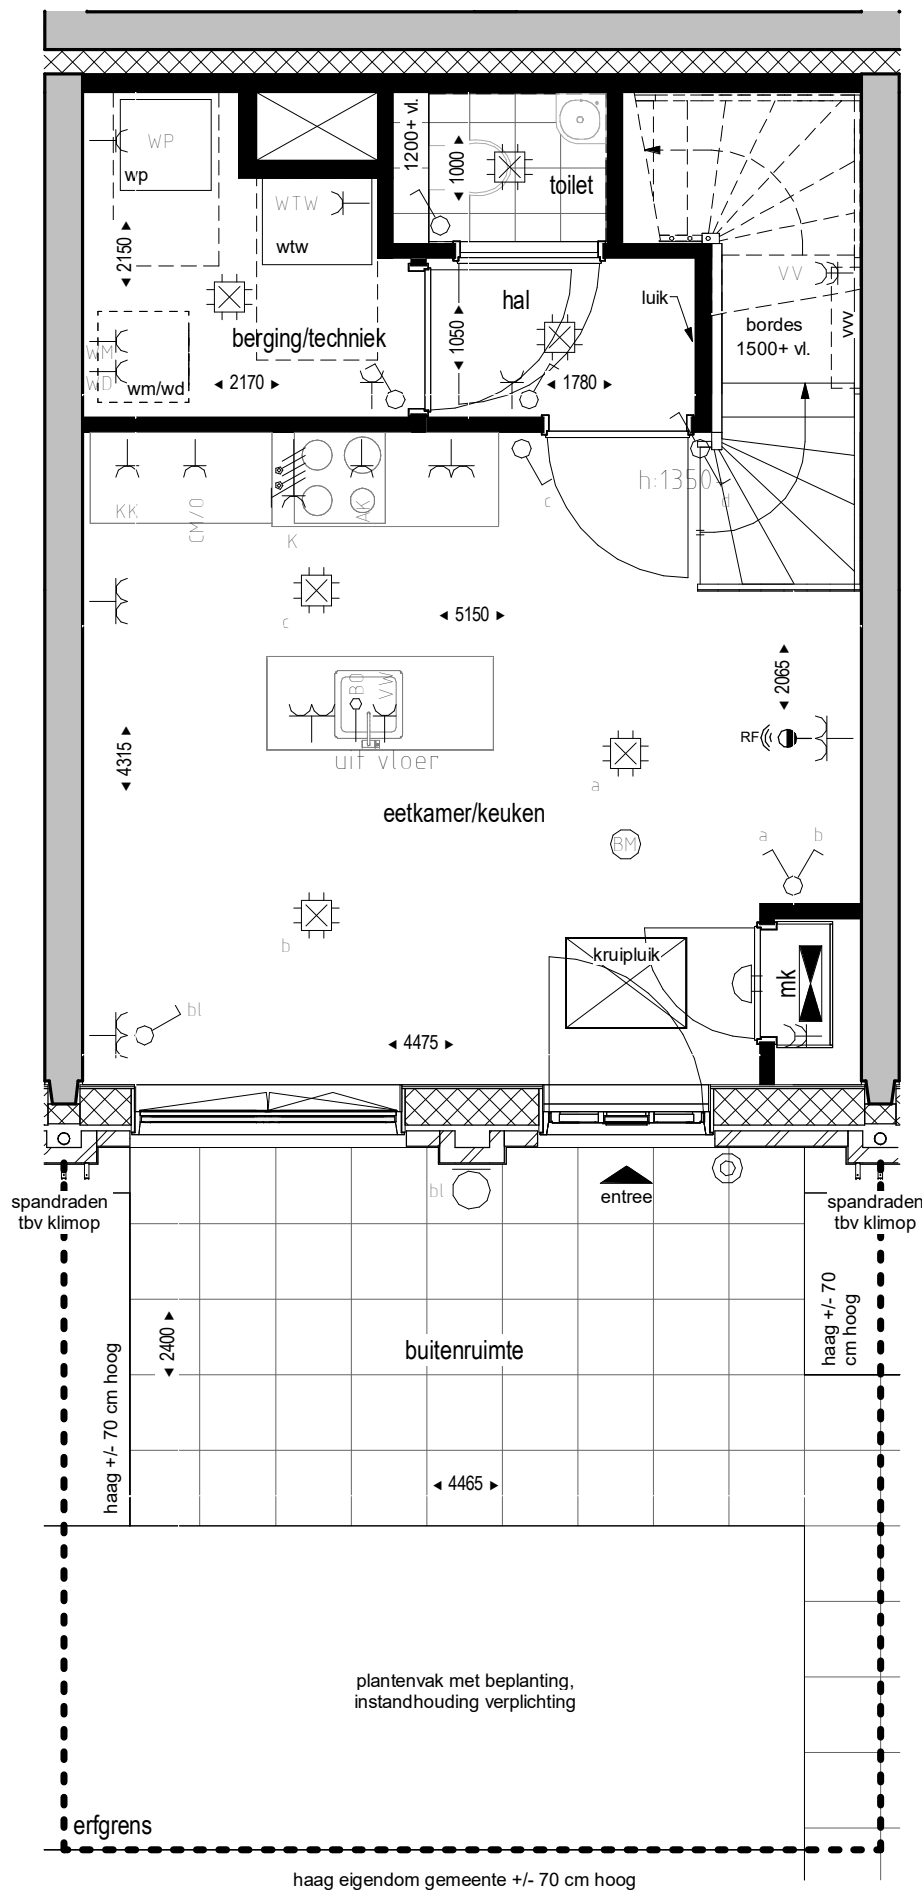 WP
wp
1200+ vl.
1000
toilet
WTW
wtw
2150
hal
luik
VV
bordes
1500+ vl.
vvv
berging/techniek
1050
WM
WD
wm/wd
2170
1780
KK
CM/O
AK
K
c
h:1350
d
c
5150
2065
BO
VW
uit vloer
RF
4315
a
eetkamer/keuken
BM
a
b
b
kruipluik
mk
bl
4475
bl
entree
spandraden
tbv klimop
spandraden
tbv klimop
haag +/- 70
cm hoog
2400
buitenruimte
haag +/- 70 cm hoog
4465
plantenvak met beplanting,
instandhouding verplichting
erfgrens
haag eigendom gemeente +/- 70 cm hoog